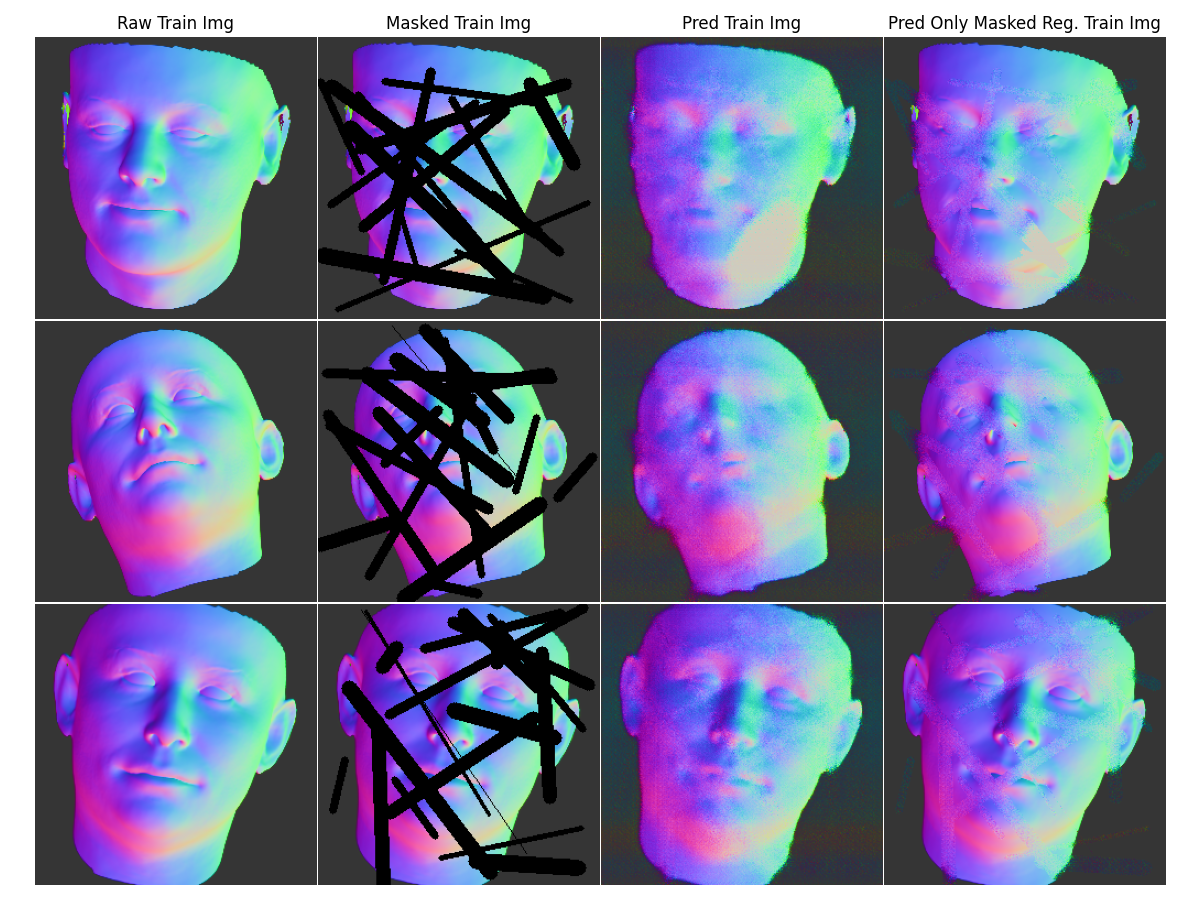 Raw Train Img
Masked Train Img
Pred Train Img
Pred Only Masked Reg. Train Img